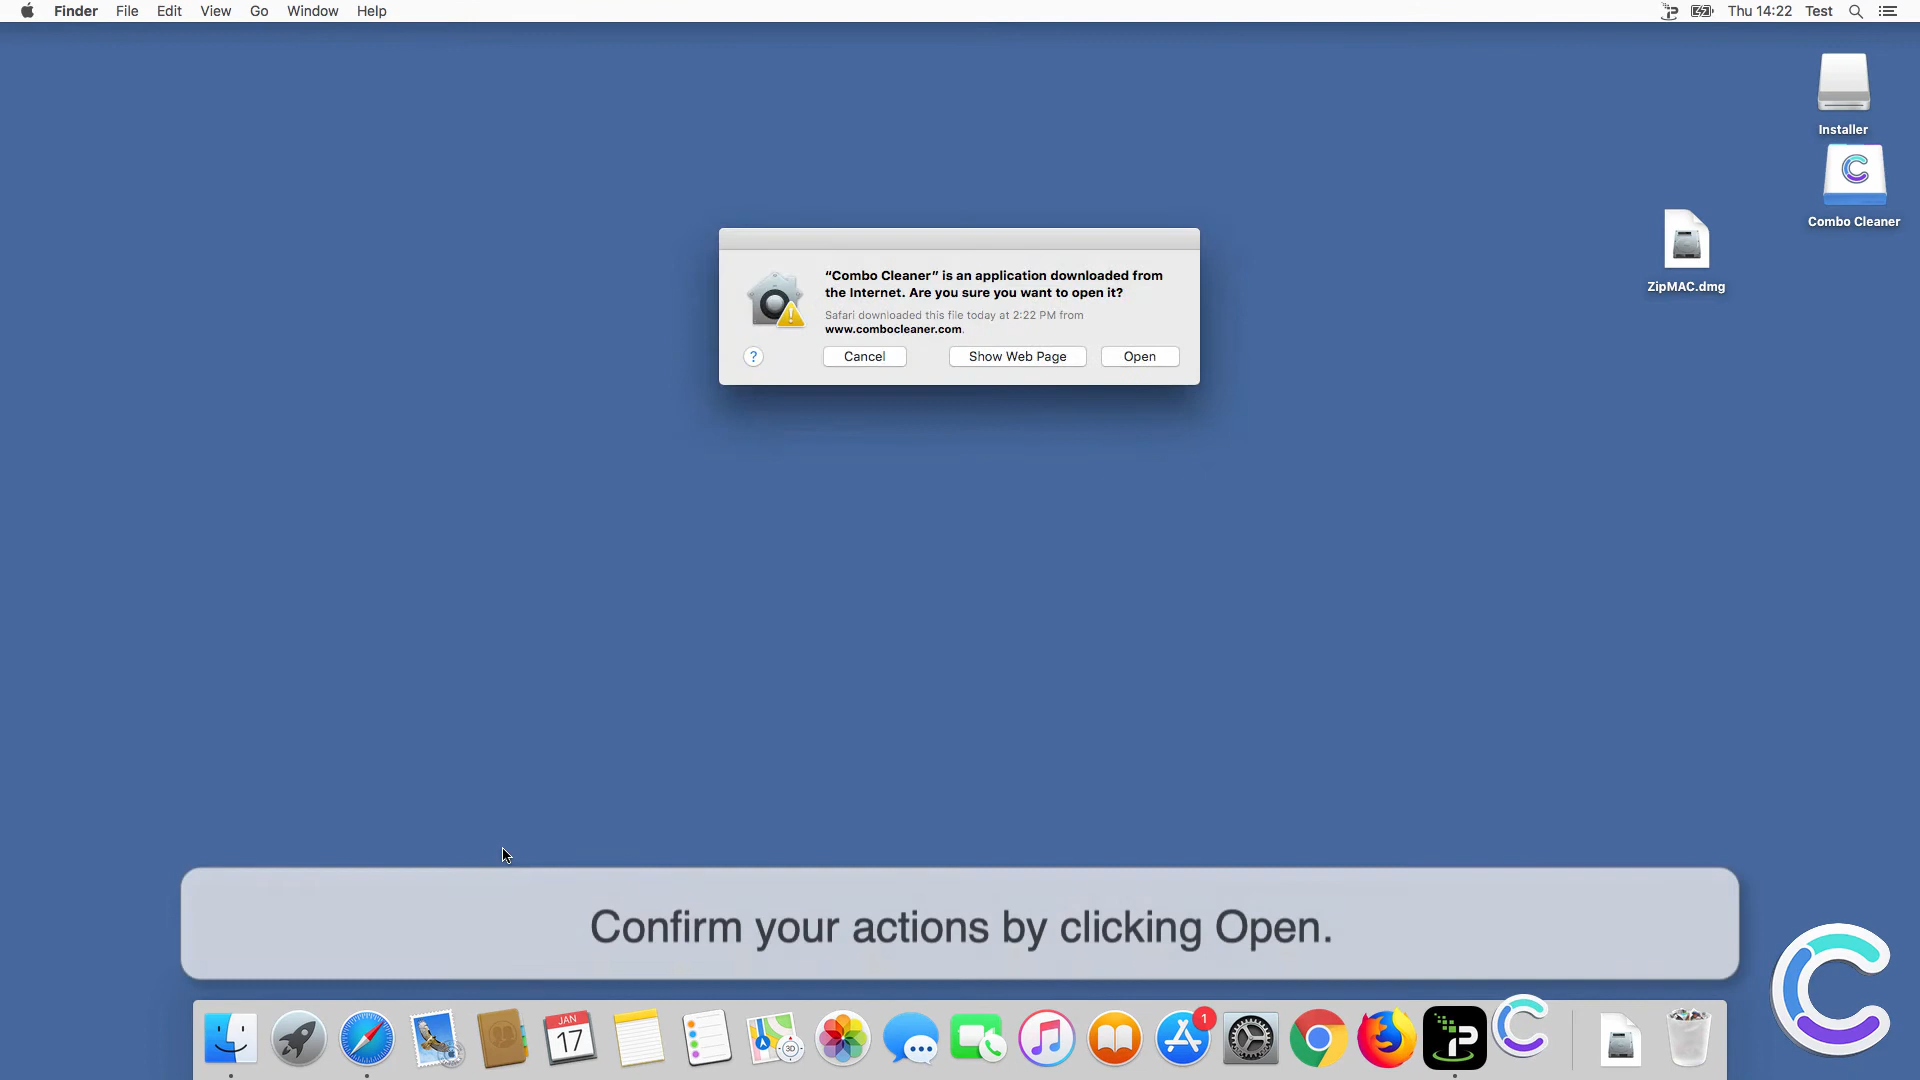 Finder File Edit View Go Window Help Thu 14:22 Test
Installer
Combo Cleaner
ZipMAC.dmg
“Combo Cleaner” is an application downloaded from
the Internet. Are you sure you want to open it?
Safari downloaded this file today at 2:22 PM from
www.combocleaner.com.
? Cancel Show Web Page Open
Confirm your actions by clicking Open.
JAN
17
3D
1